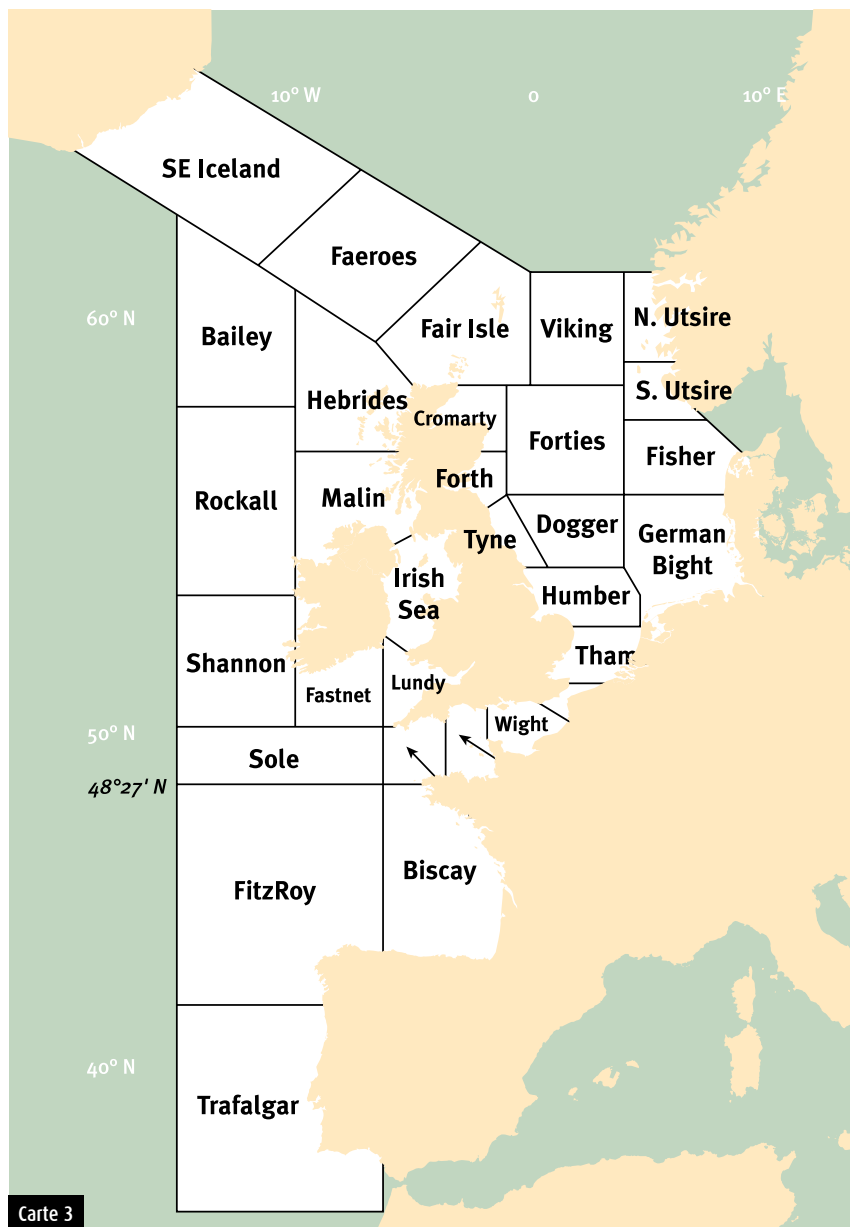 10° W
0
10° E
SE Iceland
Faeroes
60° N
Bailey
Fair Isle
Viking
N. Utsire
S. Utsire
Hebrides
Cromarty
Forties
Fisher
Rockall
Malin
Forth
Tyne
Dogger
German
Bight
Irish
Sea
Humber
Shannon
Fastnet
Lundy
Tham
50° N
Wight
Sole
48°27' N
FitzRoy
Biscay
40° N
Trafalgar
Carte 3